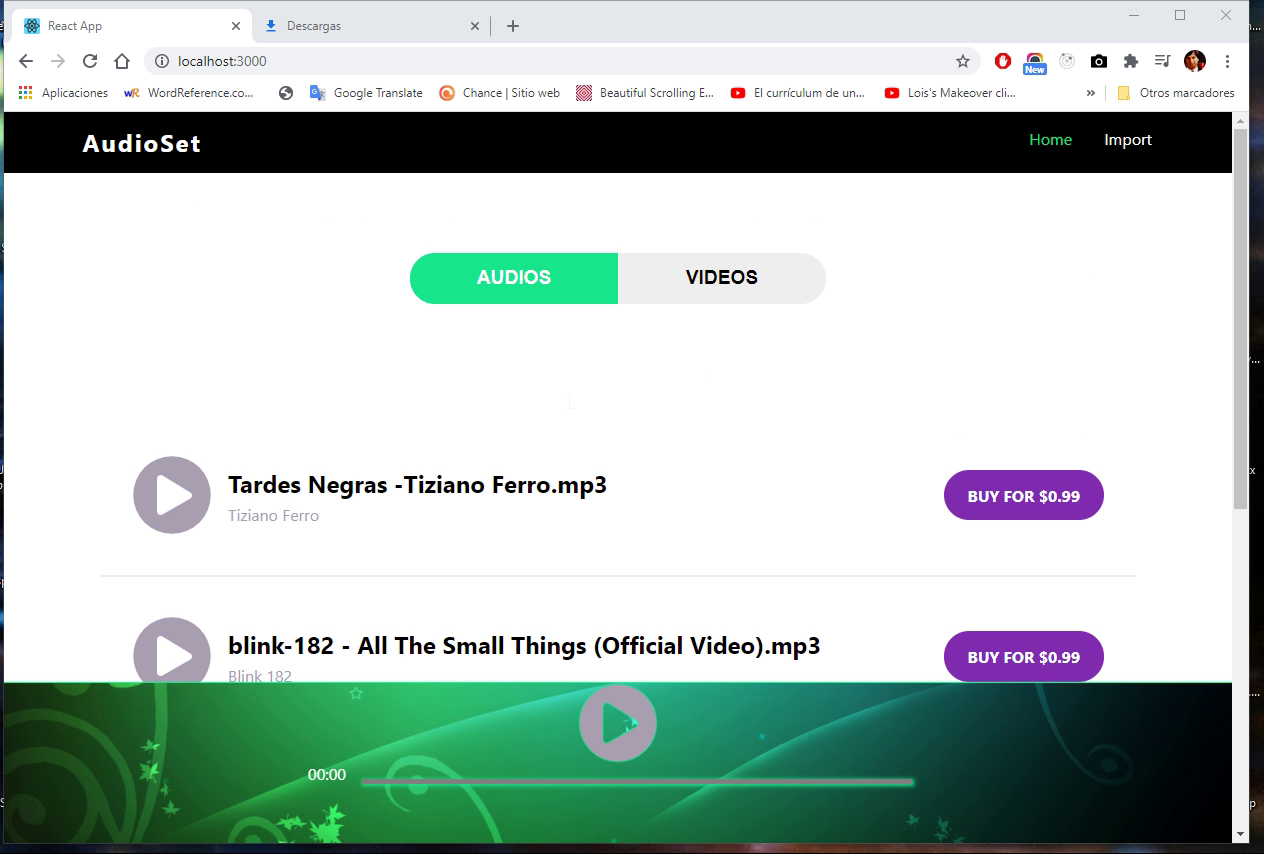 React App
Descargas
localhost:3000
New
Aplicaciones
WordReference.co...
Google Translate
Chance | Sitio web
Beautiful Scrolling E...
El currículum de un...
Lois's Makeover cli...
»
Otros marcadores
AudioSet
Home
Import
AUDIOS
VIDEOS
Tardes Negras -Tiziano Ferro.mp3
Tiziano Ferro
BUY FOR $0.99
blink-182 - All The Small Things (Official Video).mp3
Blink 182
BUY FOR $0.99
00:00